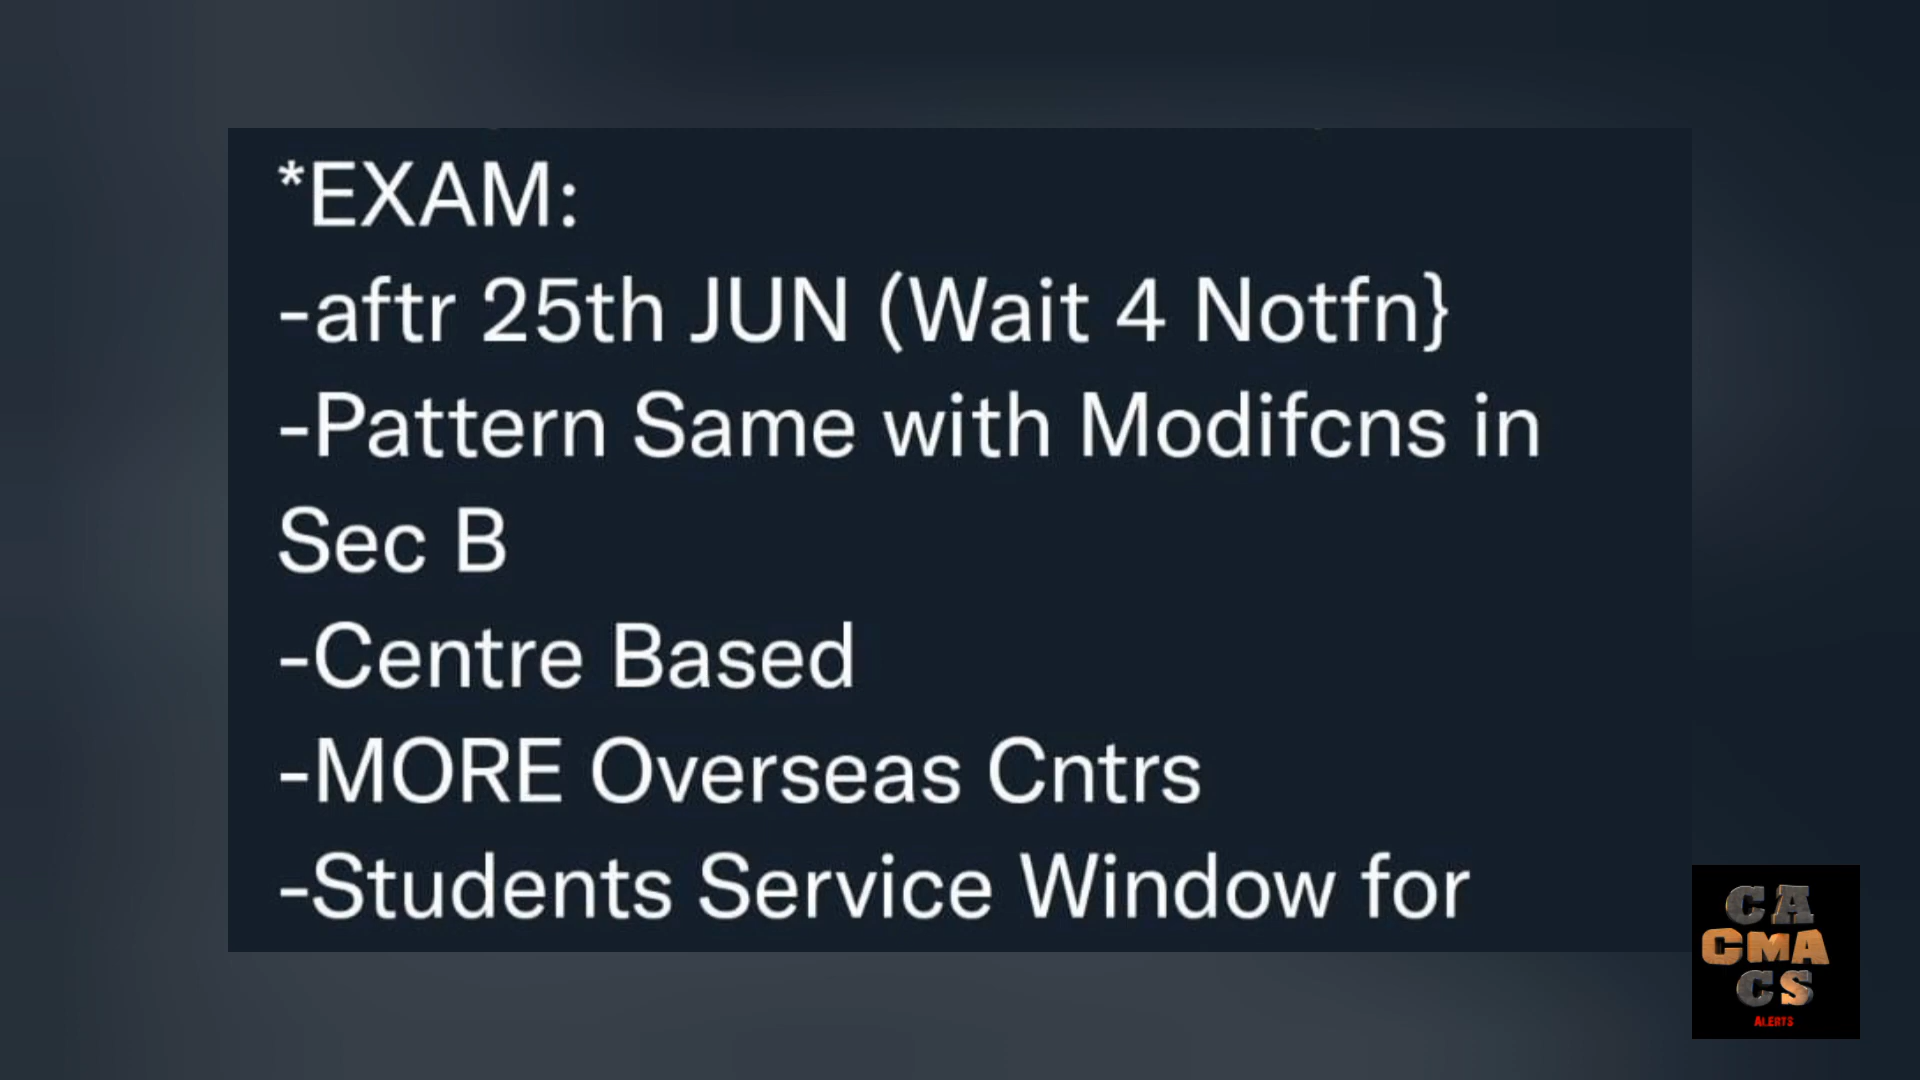 *EXAM:
-aftr 25th JUN (Wait 4 Notfn}
-Pattern Same with Modifcns in
Sec B
-Centre Based
-MORE Overseas Cntrs
-Students Service Window for
CA
CMA
CS
ALERTS